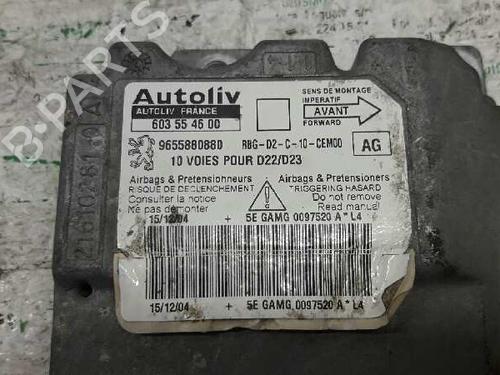 Autoliv
AUTOLIV FRANCE
603 55 46 00
SENS DE MONTAGE
IMPERATIF
AVANT
FORWARD
9655880880
RBG-D2-C-10-CEM00
AG
10 VOIES POUR D22/D23
Airbags & Pretensionneurs
RISQUE DE DECLENCHEMENT
Consulter la notice
Ne pas démonter
Airbags & Pretensioners
TRIGGERING HASARD
Do not remove
Read manual
15/12/04 + 5E GAMG 0097520 A * L4
15/12/04 + 5E GAMG 0097520 A * L4
B-PARTS